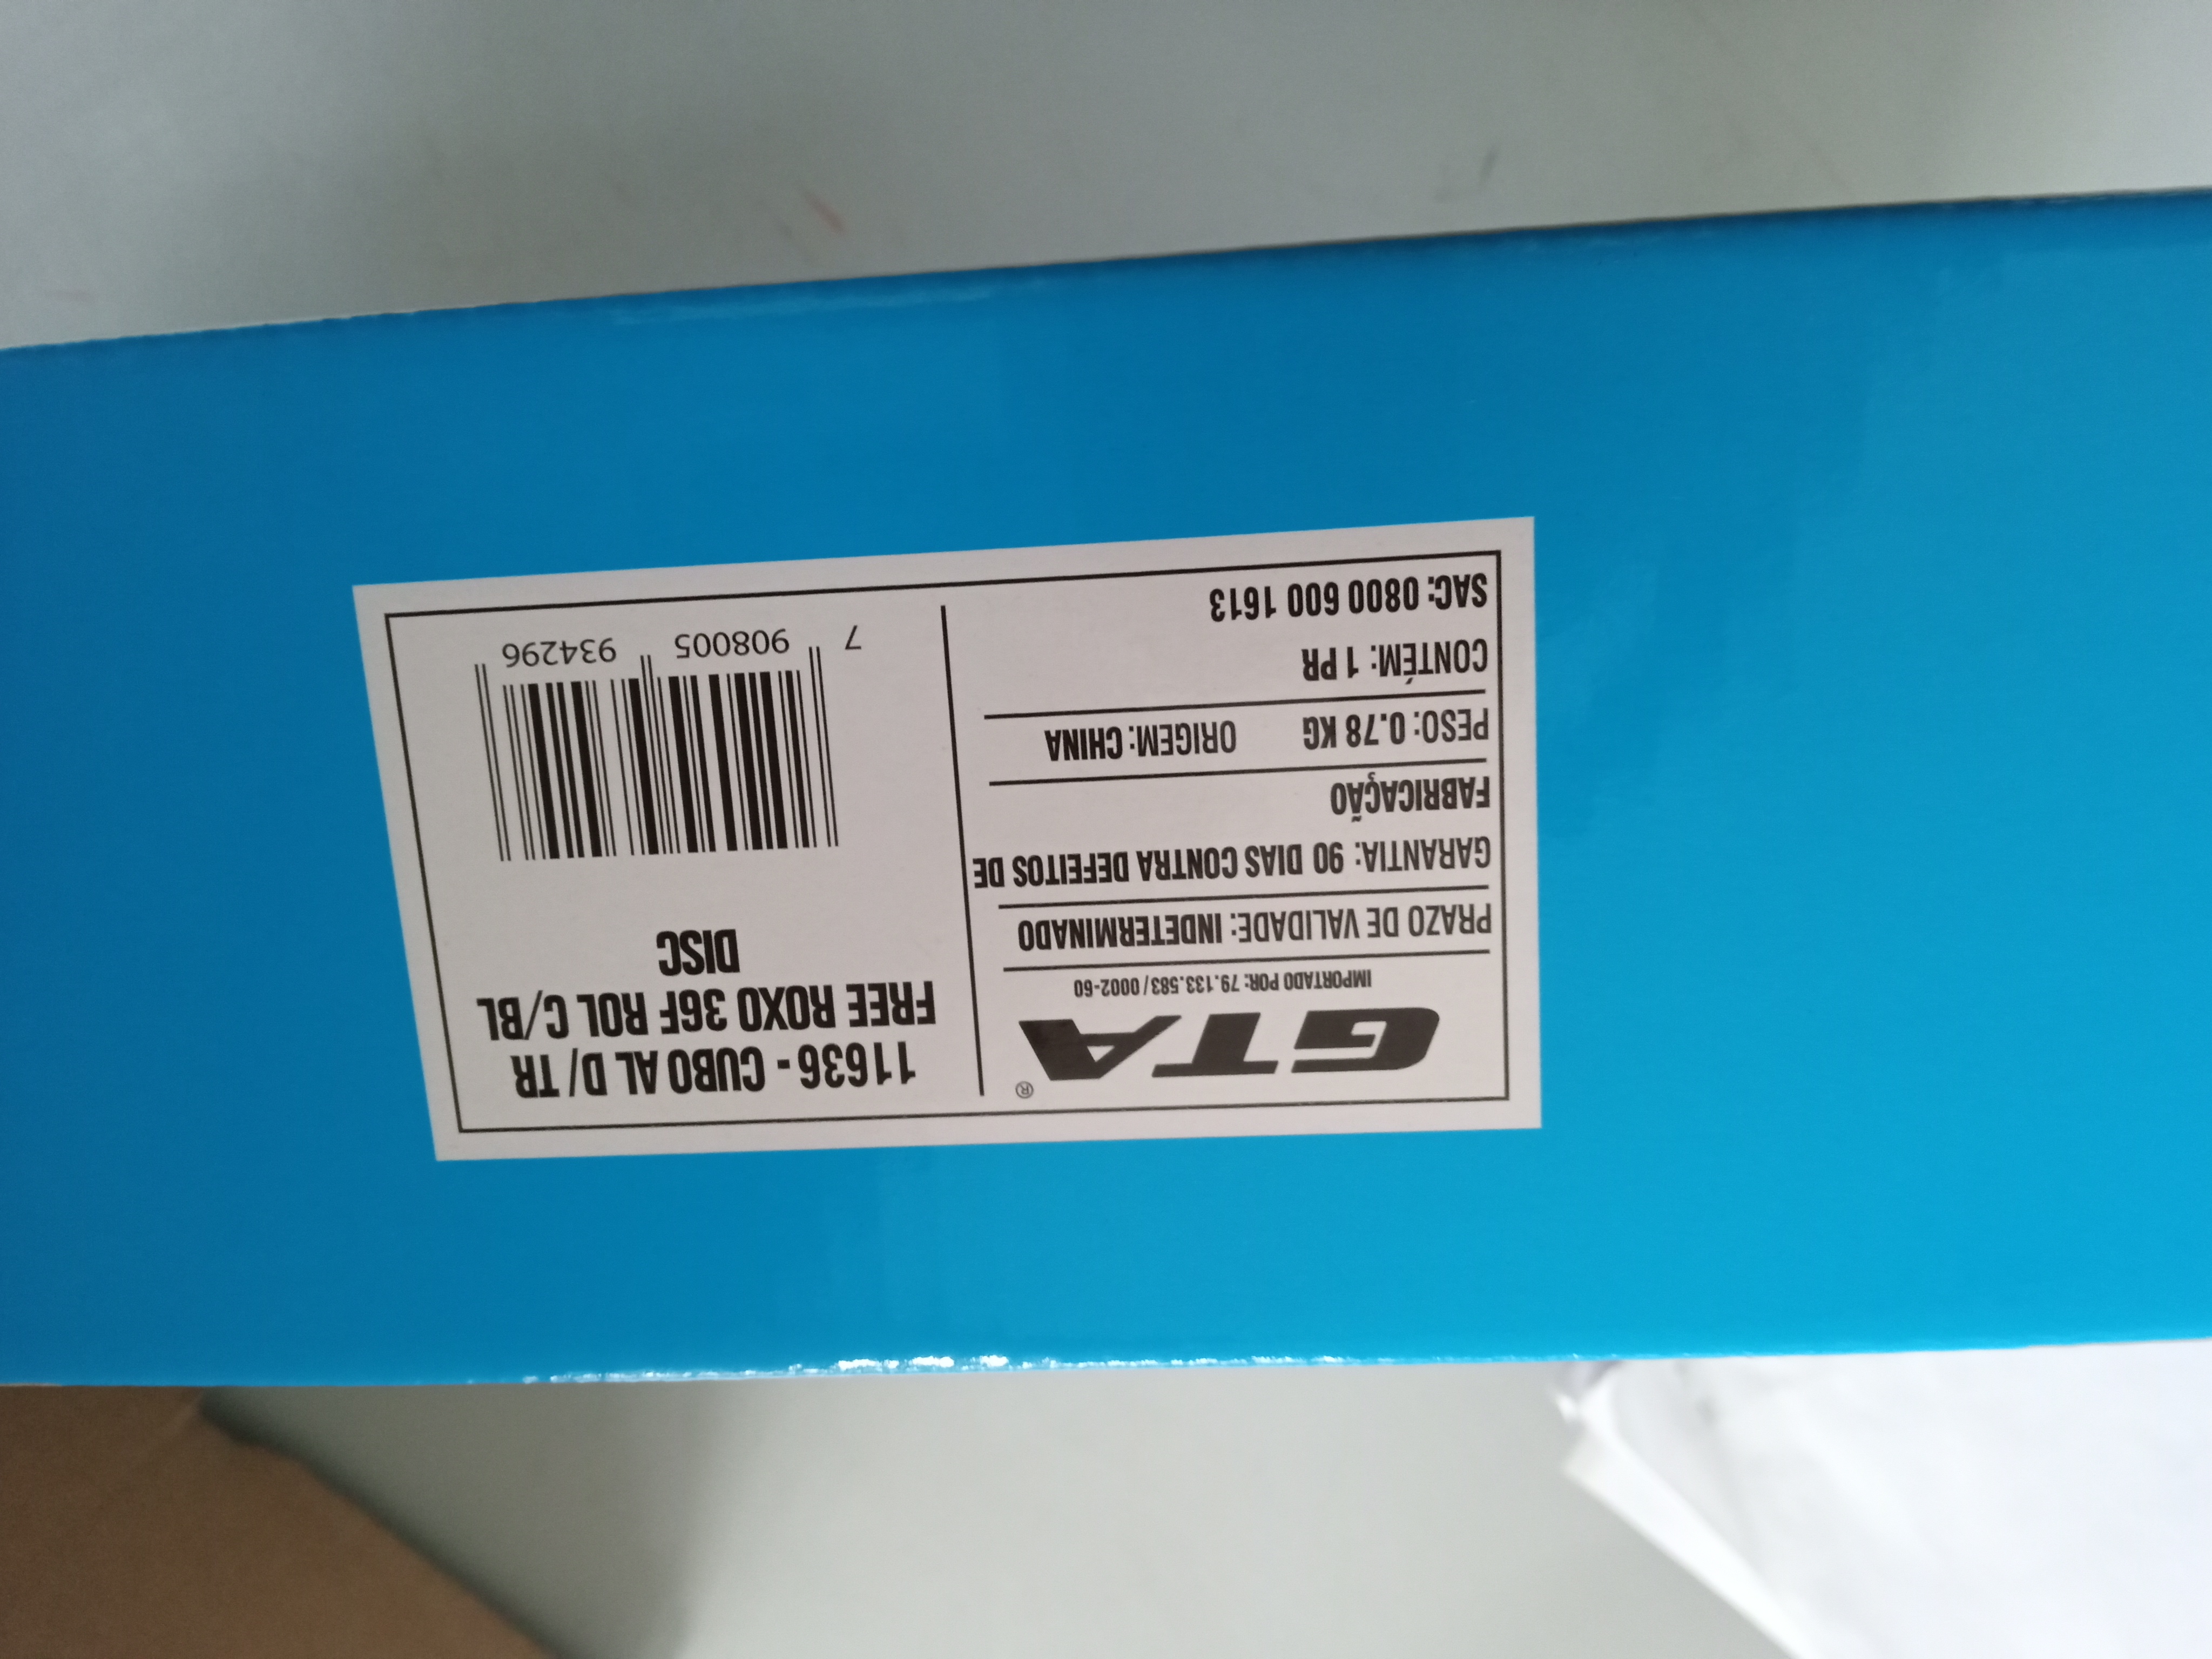 GTA®
IMPORTADO POR: 79.133.583/0002-60
PRAZO DE VALIDADE: INDETERMINADO
GARANTIA: 90 DIAS CONTRA DEFEITOS DE
FABRICAÇÃO
PESO: 0.78 KG ORIGEM: CHINA
CONTÉM: 1 PR
SAC: 0800 600 1613
11636 - CUBO AL D/TR
FREE ROXO 36F ROL C/BL
DISC
7 908005 934296